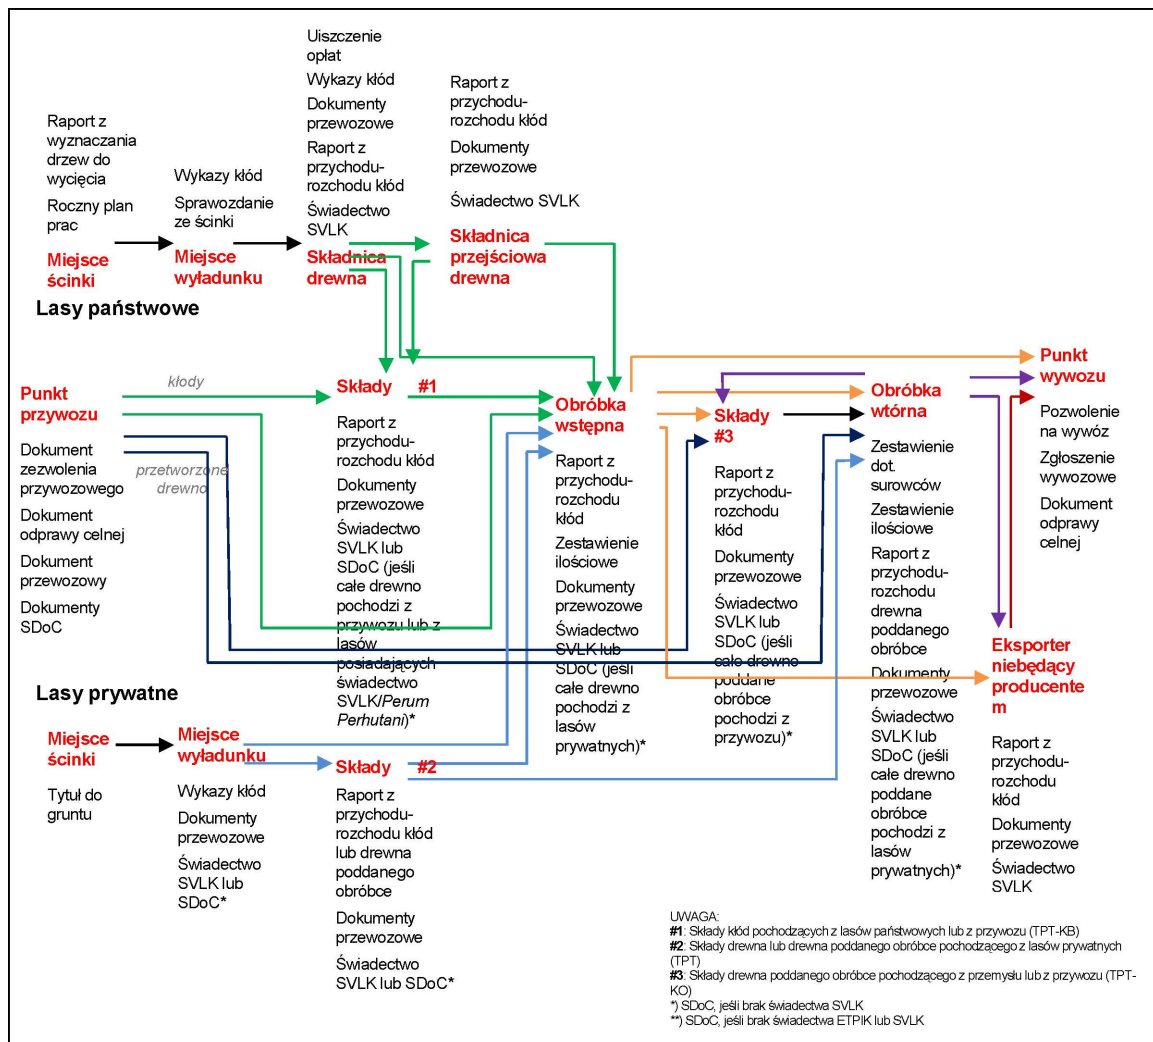 Raport z
wyznaczania
drzew do
wycięcia
Roczny plan
prac
Miejsce
ścinki
Wykazy kłód
Sprawozdanie
ze ścinki
Miejsce
wyładunku
Uiszczenie
opłat
Wykazy kłód
Dokumenty
przewozowe
Raport z
przychodu-
rozchodu kłód
Świadectwo
SVLK
Składnica
drewna
Raport z
przychodu-
rozchodu kłód
Dokumenty
przewozowe
Świadectwo SVLK
Składnica
przejściowa
drewna
Lasy państwowe
Punkt
przywozu
Dokument
zezwolenia
przywozowego
Dokument
odprawy celnej
Dokument
przewozowy
Dokumenty
SDoC
kłody
przetworzone
drewno
Składy #1
Raport z
przychodu-
rozchodu kłód
Dokumenty
przewozowe
Świadectwo
SVLK lub
SDoC (jeśli
całe drewno
pochodzi z
przywozu lub z
lasów
posiadających
świadectwo
SVLK/Perum
Perhutani)*
Obróbka
wstępna
Raport z
przychodu-
rozchodu
kłód
Zestawienie
ilościowe
Dokumenty
przewozowe
Świadectwo
SVLK lub
SDoC (jeśli
całe drewno
pochodzi z
lasów
prywatnych)*
Składy
#3
Raport z
przychodu-
rozchodu
kłód
Dokumenty
przewozowe
Świadectwo
SVLK lub
SDoC (jeśli
całe drewno
poddane
obróbce
pochodzi z
przywozu)*
Obróbka
wtórna
Zestawienie
dot.
surowców
Zestawienie
ilościowe
Raport z
przychodu-
rozchodu
drewna
poddanego
obróbce
Dokumenty
przewozowe
Świadectwo
SVLK lub
SDoC (jeśli
całe drewno
poddane
obróbce
pochodzi z
lasów
prywatnych)*
Punkt
wywozu
Pozwolenie
na wywóz
Zgłoszenie
wywozowe
Dokument
odprawy
celnej
Eksporter
niebędący
producente
m
Raport z
przychodu-
rozchodu
kłód
Dokumenty
przewozowe
Świadectwo
SVLK
Lasy prywatne
Miejsce
ścinki
Tytuł do
gruntu
Miejsce
wyładunku
Wykazy kłód
Dokumenty
przewozowe
Świadectwo
SVLK lub
SDoC*
Składy #2
Raport z
przychodu-
rozchodu kłód
lub drewna
poddanego
obróbce
Dokumenty
przewozowe
Świadectwo
SVLK lub SDoC*
UWAGA:
#1: Składy kłód pochodzących z lasów państwowych lub z przywozu (TPT-KB)
#2: Składy drewna lub drewna poddanego obróbce pochodzącego z lasów prywatnych
(TPT)
#3: Składy drewna poddanego obróbce pochodzącego z przemysłu lub z przywozu (TPT-
KO)
*) SDoC, jeśli brak świadectwa SVLK
**) SDoC, jeśli brak świadectwa ETPIK lub SVLK